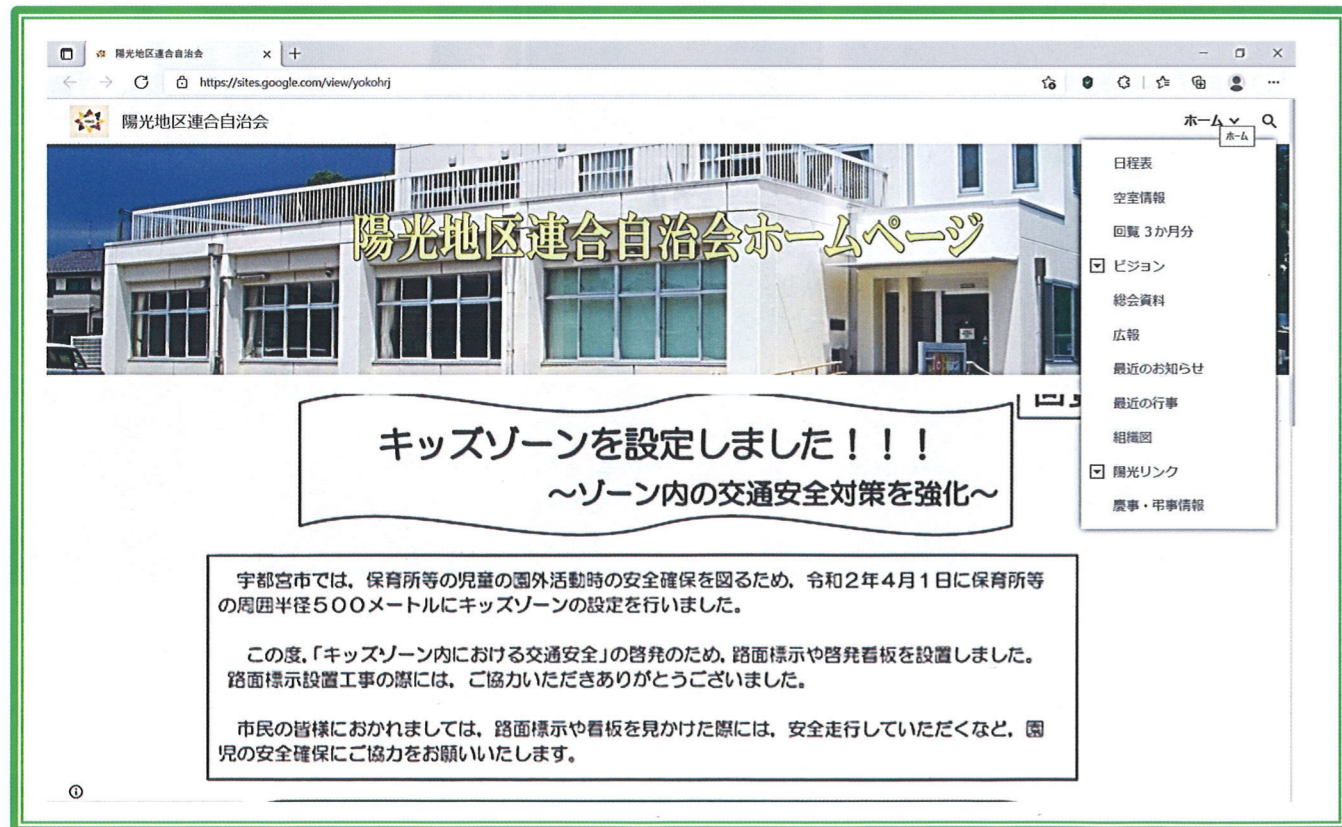 陽光地区連合自治会
https://sites.google.com/view/yokohrj
陽光地区連合自治会
ホーム
ホーム
陽光地区連合自治会ホームページ
日程表
空室情報
回覧 3か月分
ビジョン
総会資料
広報
最近のお知らせ
最近の行事
組織図
陽光リンク
慶事・弔事情報
キッズゾーンを設定しました！！！
～ゾーン内の交通安全対策を強化～
宇都宮市では，保育所等の児童の園外活動時の安全確保を図るため，令和2年4月1日に保育所等
の周囲半径500メートルにキッズゾーンの設定を行いました。
この度，「キッズゾーン内における交通安全」の啓発のため，路面標示や啓発看板を設置しました。
路面標示設置工事の際には，ご協力いただきありがとうございました。
市民の皆様におかれましては，路面標示や看板を見かけた際には，安全走行していただくなど，園
児の安全確保にご協力をお願いいたします。